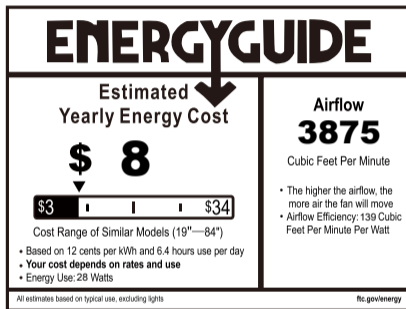 ENERGYGUIDE
Estimated
Yearly Energy Cost
$ 8
$3 $34
Cost Range of Similar Models (19"—84")
• Based on 12 cents per kWh and 6.4 hours use per day
• Your cost depends on rates and use
• Energy Use: 28 Watts
Airflow
3875
Cubic Feet Per Minute
• The higher the airflow, the
more air the fan will move
• Airflow Efficiency: 139 Cubic
Feet Per Minute Per Watt
All estimates based on typical use, excluding lights
ftc.gov/energy